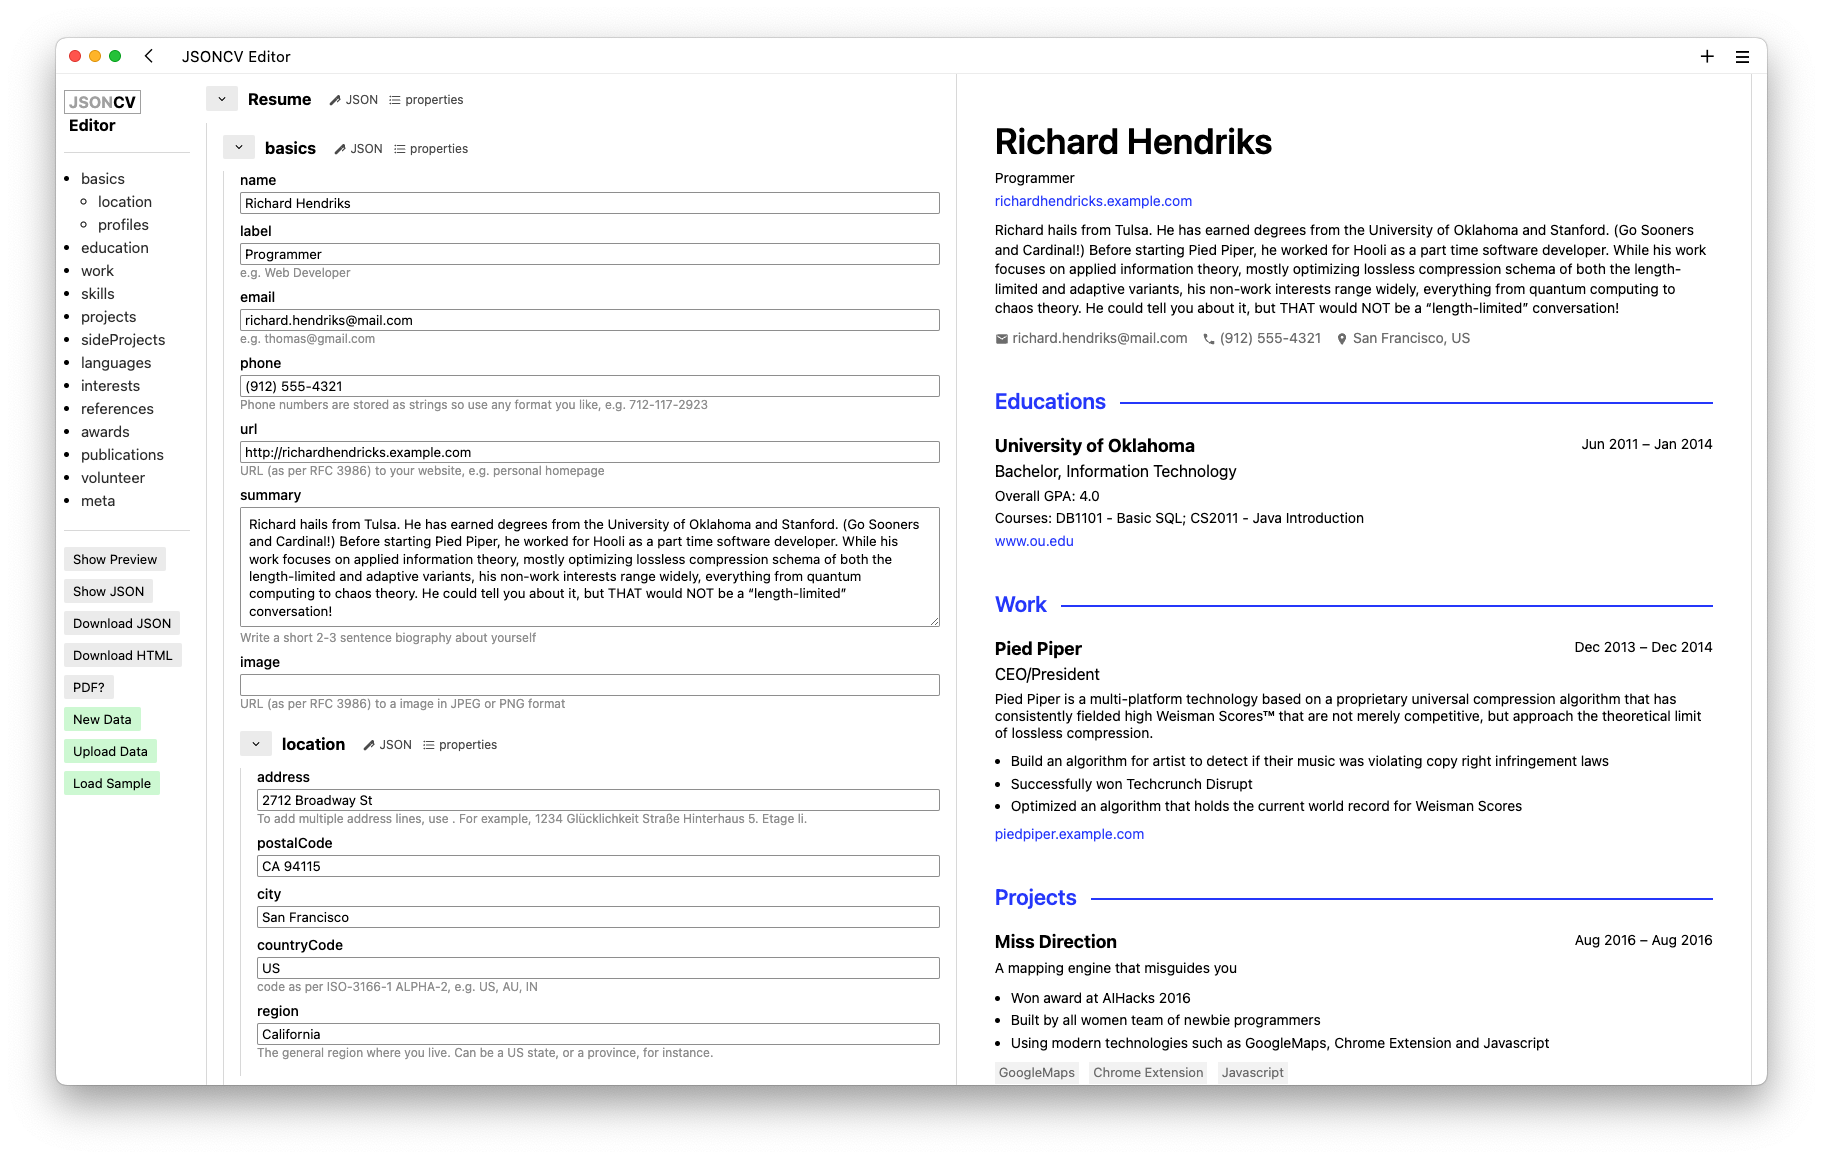 JSONCV Editor
JSONCV
Editor
basics
location
profiles
education
work
skills
projects
sideProjects
languages
interests
references
awards
publications
volunteer
meta
Show Preview
Show JSON
Download JSON
Download HTML
PDF?
New Data
Upload Data
Load Sample
Resume JSON properties
basics JSON properties
name
Richard Hendriks
label
Programmer
e.g. Web Developer
email
richard.hendriks@mail.com
e.g. thomas@gmail.com
phone
(912) 555-4321
Phone numbers are stored as strings so use any format you like, e.g. 712-117-2923
url
http://richardhendricks.example.com
URL (as per RFC 3986) to your website, e.g. personal homepage
summary
Richard hails from Tulsa. He has earned degrees from the University of Oklahoma and Stanford. (Go Sooners
and Cardinal!) Before starting Pied Piper, he worked for Hooli as a part time software developer. While his
work focuses on applied information theory, mostly optimizing lossless compression schema of both the
length-limited and adaptive variants, his non-work interests range widely, everything from quantum
computing to chaos theory. He could tell you about it, but THAT would NOT be a “length-limited”
conversation!
Write a short 2-3 sentence biography about yourself
image
URL (as per RFC 3986) to a image in JPEG or PNG format
location JSON properties
address
2712 Broadway St
To add multiple address lines, use . For example, 1234 Glücklichkeit Straße Hinterhaus 5. Etage li.
postalCode
CA 94115
city
San Francisco
countryCode
US
code as per ISO-3166-1 ALPHA-2, e.g. US, AU, IN
region
California
The general region where you live. Can be a US state, or a province, for instance.
Richard Hendriks
Programmer
richardhendricks.example.com
Richard hails from Tulsa. He has earned degrees from the University of Oklahoma and Stanford. (Go Sooners
and Cardinal!) Before starting Pied Piper, he worked for Hooli as a part time software developer. While his work
focuses on applied information theory, mostly optimizing lossless compression schema of both the length-
limited and adaptive variants, his non-work interests range widely, everything from quantum computing to
chaos theory. He could tell you about it, but THAT would NOT be a “length-limited” conversation!
richard.hendriks@mail.com (912) 555-4321 San Francisco, US
Educations
University of Oklahoma Jun 2011 – Jan 2014
Bachelor, Information Technology
Overall GPA: 4.0
Courses: DB1101 - Basic SQL; CS2011 - Java Introduction
www.ou.edu
Work
Pied Piper Dec 2013 – Dec 2014
CEO/President
Pied Piper is a multi-platform technology based on a proprietary universal compression algorithm that has
consistently fielded high Weisman Scores™ that are not merely competitive, but approach the theoretical limit
of lossless compression.
Build an algorithm for artist to detect if their music was violating copy right infringement laws
Successfully won Techcrunch Disrupt
Optimized an algorithm that holds the current world record for Weisman Scores
piedpiper.example.com
Projects
Miss Direction Aug 2016 – Aug 2016
A mapping engine that misguides you
Won award at AIHacks 2016
Built by all women team of newbie programmers
Using modern technologies such as GoogleMaps, Chrome Extension and Javascript
GoogleMaps Chrome Extension Javascript